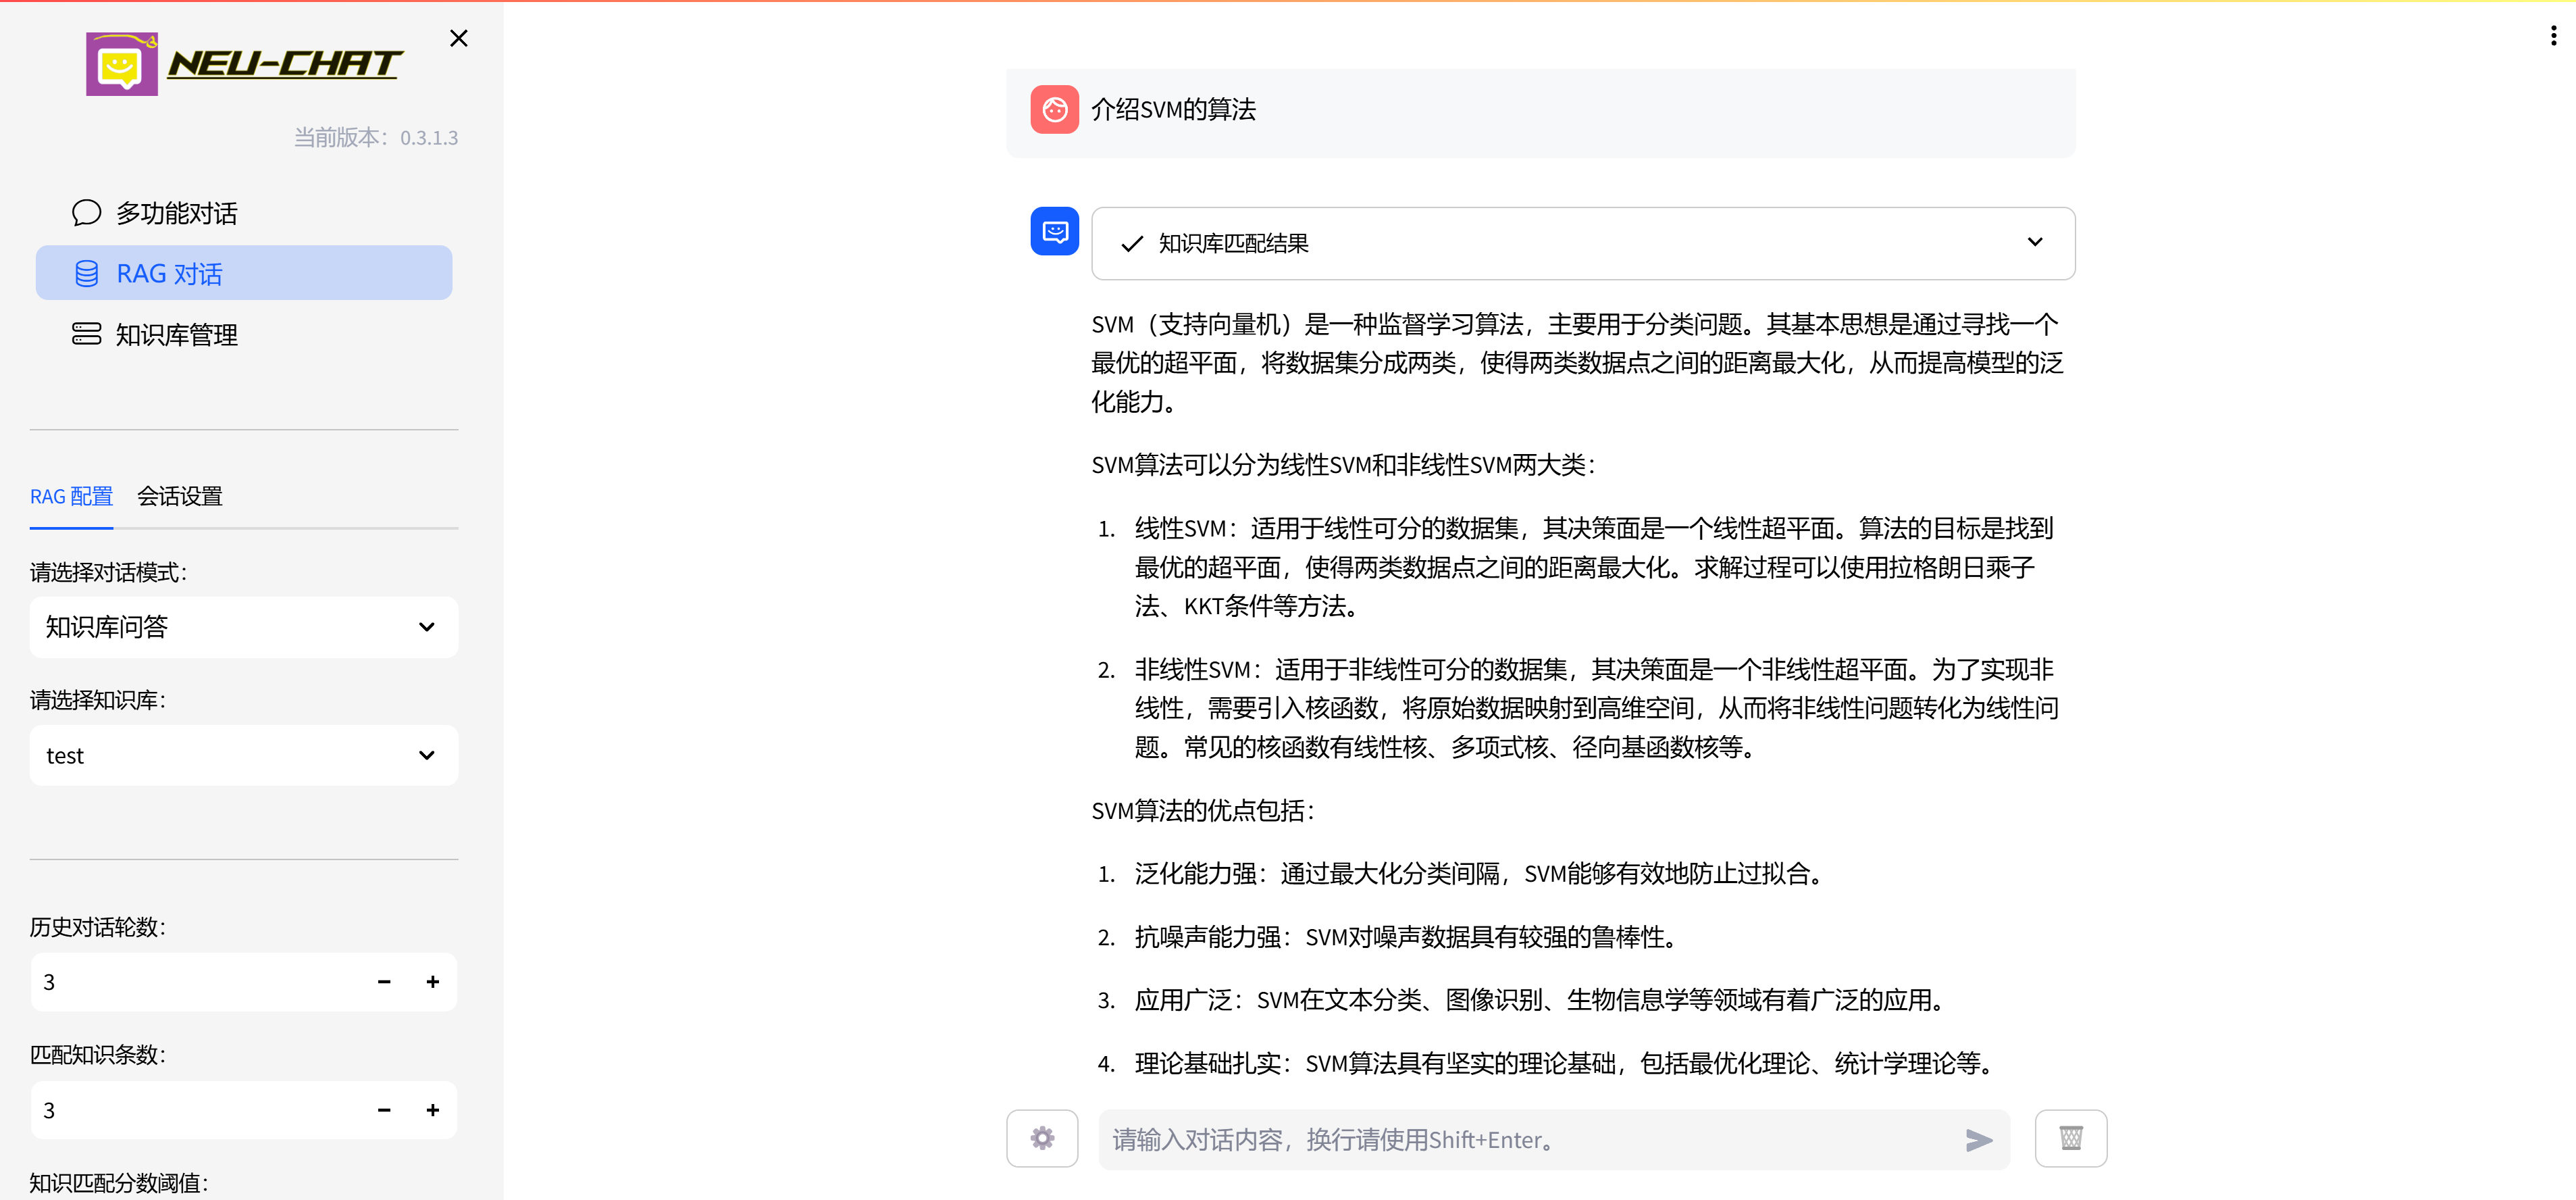 NEU-CHAT
当前版本：0.3.1.3
多功能对话
RAG 对话
知识库管理
RAG 配置 会话设置
请选择对话模式：
知识库问答
请选择知识库：
test
历史对话轮数：
3
匹配知识条数：
3
知识匹配分数阈值：
介绍SVM的算法
知识库匹配结果
SVM（支持向量机）是一种监督学习算法，主要用于分类问题。其基本思想是通过寻找一个
最优的超平面，将数据集分成两类，使得两类数据点之间的距离最大化，从而提高模型的泛
化能力。
SVM算法可以分为线性SVM和非线性SVM两大类：
1. 线性SVM：适用于线性可分的数据集，其决策面是一个线性超平面。算法的目标是找到
最优的超平面，使得两类数据点之间的距离最大化。求解过程可以使用拉格朗日乘子
法、KKT条件等方法。
2. 非线性SVM：适用于非线性可分的数据集，其决策面是一个非线性超平面。为了实现非
线性，需要引入核函数，将原始数据映射到高维空间，从而将非线性问题转化为线性问
题。常见的核函数有线性核、多项式核、径向基函数核等。
SVM算法的优点包括：
1. 泛化能力强：通过最大化分类间隔，SVM能够有效地防止过拟合。
2. 抗噪声能力强：SVM对噪声数据具有较强的鲁棒性。
3. 应用广泛：SVM在文本分类、图像识别、生物信息学等领域有着广泛的应用。
4. 理论基础扎实：SVM算法具有坚实的理论基础，包括最优化理论、统计学理论等。
请输入对话内容，换行请使用Shift+Enter。